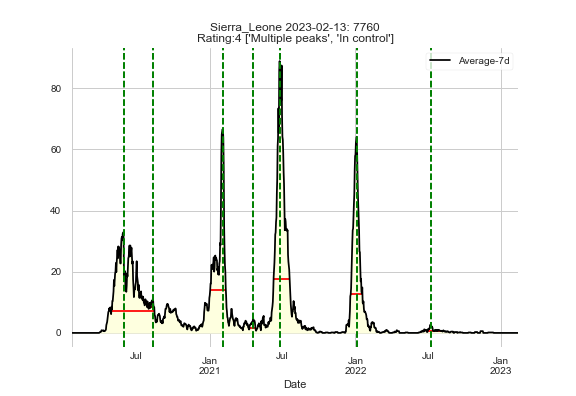 Sierra_Leone 2023-02-13: 7760
Rating:4 ['Multiple peaks', 'In control']
Average-7d
80
60
40
20
0
Jul
Jan
2021
Jul
Jan
2022
Jul
Jan
2023
Date